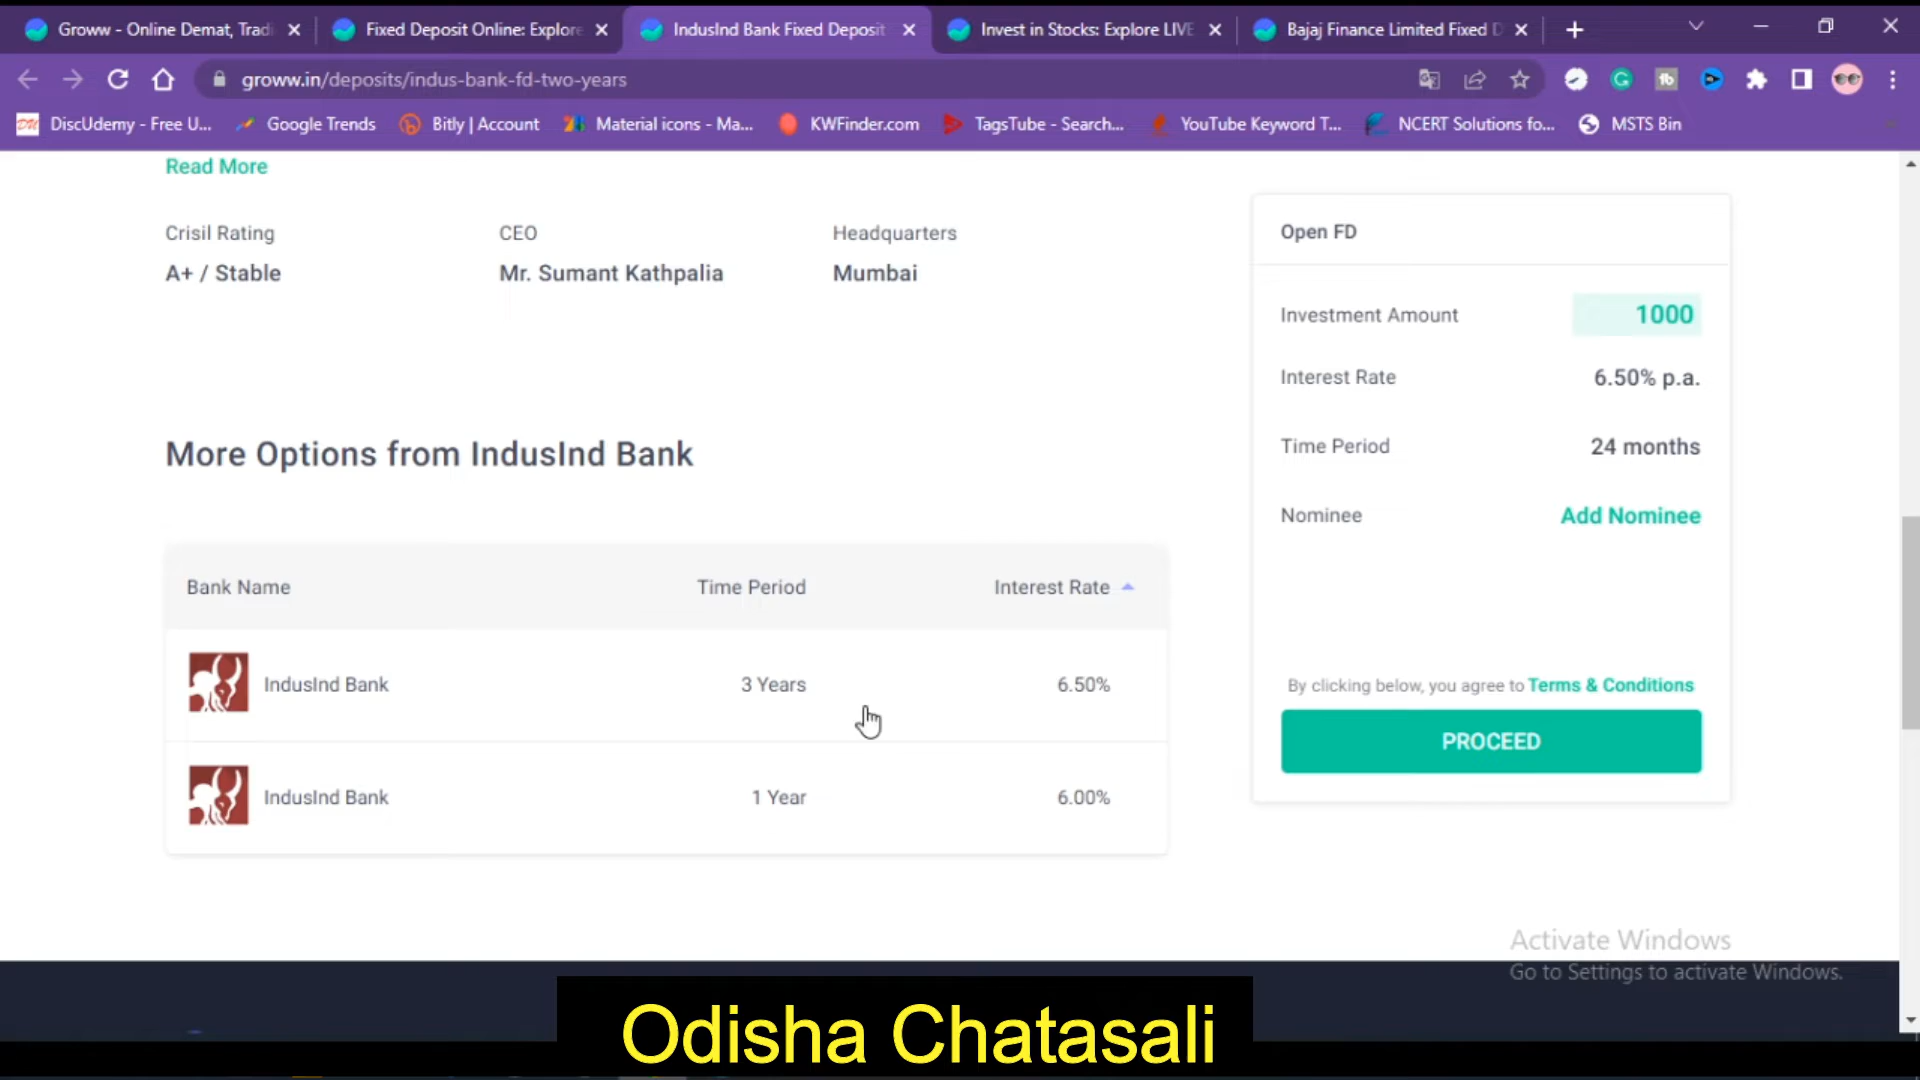 Groww - Online Demat, Tradi
Fixed Deposit Online: Explore
IndusInd Bank Fixed Deposit
Invest in Stocks: Explore LIVE
Bajaj Finance Limited Fixed D
groww.in/deposits/indus-bank-fd-two-years
DiscUdemy - Free U...
Google Trends
Bitly | Account
Material icons - Ma...
KWFinder.com
TagsTube - Search...
YouTube Keyword T...
NCERT Solutions fo...
MSTS Bin
Read More
Crisil Rating
CEO
Headquarters
A+ / Stable
Mr. Sumant Kathpalia
Mumbai
More Options from IndusInd Bank
Bank Name
Time Period
Interest Rate
IndusInd Bank
3 Years
6.50%
IndusInd Bank
1 Year
6.00%
Open FD
Investment Amount
1000
Interest Rate
6.50% p.a.
Time Period
24 months
Nominee
Add Nominee
By clicking below, you agree to Terms & Conditions
PROCEED
Activate Windows
Go to Settings to activate Windows.
Odisha Chatasali